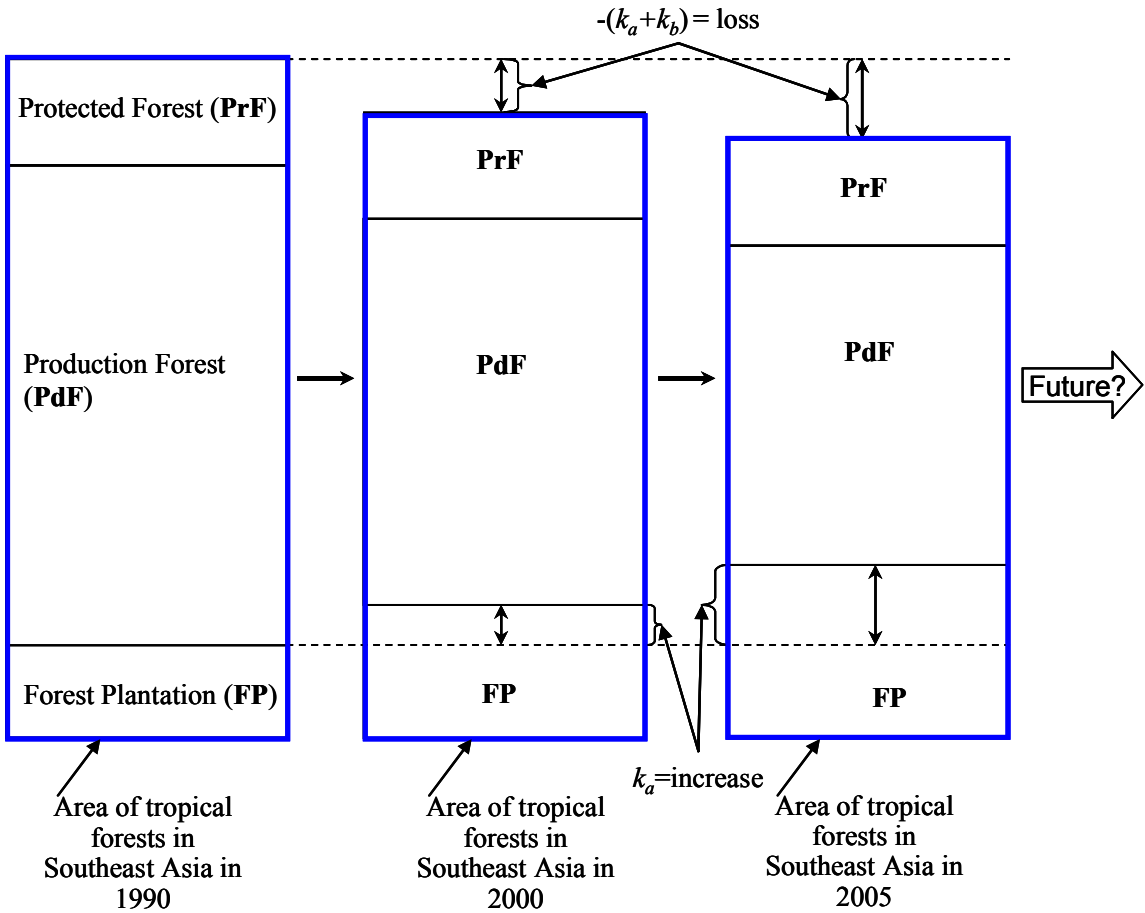 -(ka+kb) = loss
Protected Forest (PrF)
PrF
PrF
Production Forest
(PdF)
PdF
PdF
Future?
Forest Plantation (FP)
FP
FP
ka=increase
Area of tropical
forests in
Southeast Asia in
1990
Area of tropical
forests in
Southeast Asia in
2000
Area of tropical
forests in
Southeast Asia in
2005